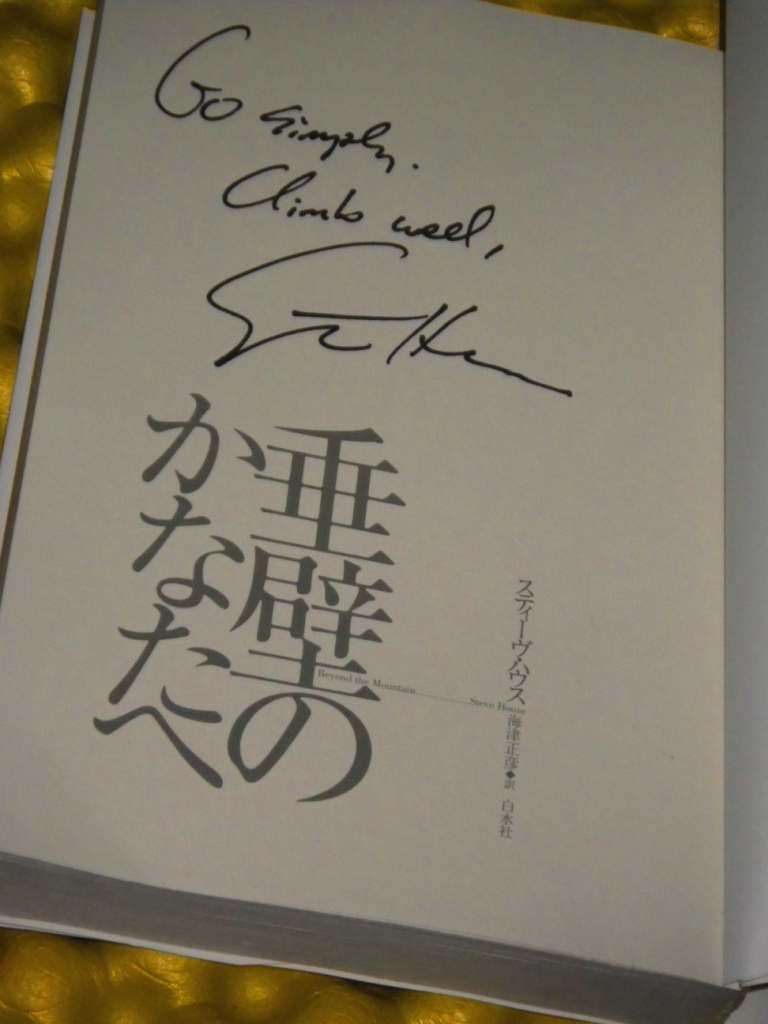 Go simply.
Climb well,
垂壁の
かなたへ
Beyond the Mountain
スティーヴ・ハウス
Steve House
海津正彦◆訳 白水社